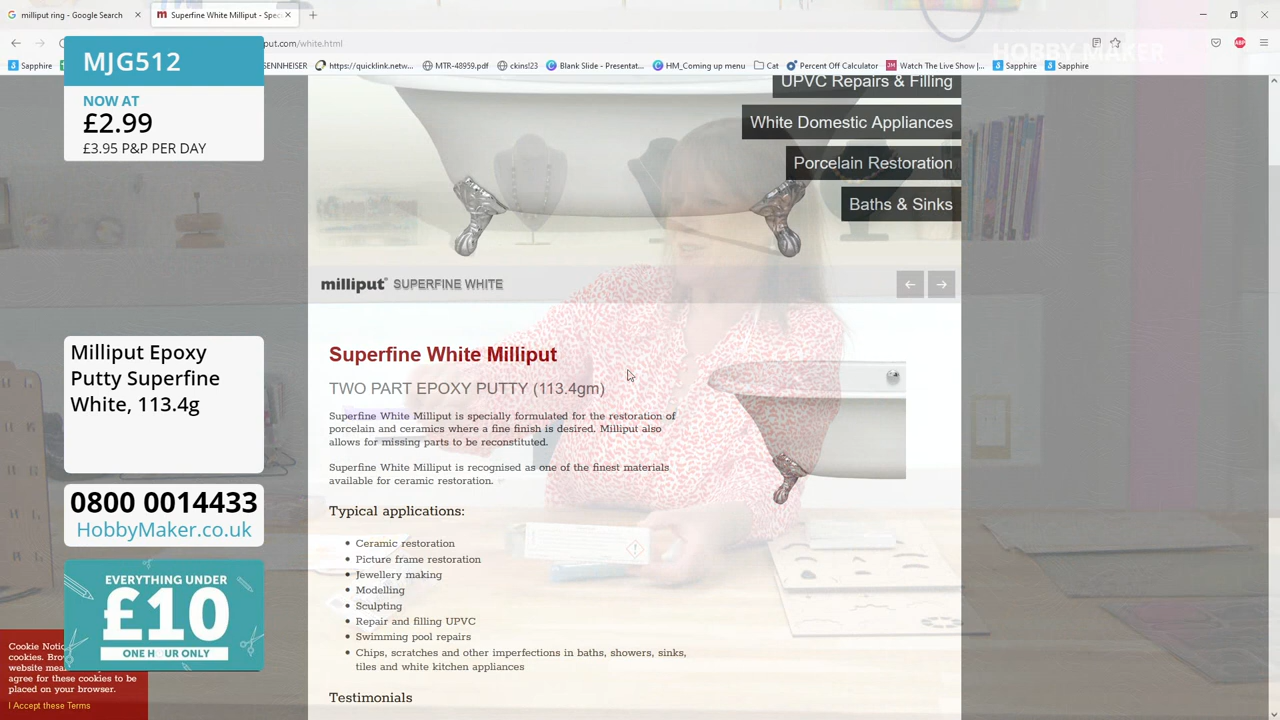 milliput ring - Google Search
Superfine White Milliput - Spec
put.com/white.html
HOBBY MAKER
Sapphire
SENNHEISER
https://quicklink.netw...
MTR-48959.pdf
ckins!23
Blank Slide - Presentat...
HM_Coming up menu
Cat
Percent Off Calculator
Watch The Live Show |...
Sapphire
Sapphire
MJG512
NOW AT
£2.99
£3.95 P&P PER DAY
UPVC Repairs & Filling
White Domestic Appliances
Porcelain Restoration
Baths & Sinks
milliput® SUPERFINE WHITE
Superfine White Milliput
TWO PART EPOXY PUTTY (113.4gm)
Superfine White Milliput is specially formulated for the restoration of
porcelain and ceramics where a fine finish is desired. Milliput also
allows for missing parts to be reconstituted.
Superfine White Milliput is recognised as one of the finest materials
available for ceramic restoration.
Typical applications:
Ceramic restoration
Picture frame restoration
Jewellery making
Modelling
Sculpting
Repair and filling UPVC
Swimming pool repairs
Chips, scratches and other imperfections in baths, showers, sinks,
tiles and white kitchen appliances
Testimonials
Milliput Epoxy
Putty Superfine
White, 113.4g
0800 0014433
HobbyMaker.co.uk
EVERYTHING UNDER
£10
ONE HOUR ONLY
Cookie Notic
cookies. Bro
website mea
agree for these cookies to be
placed on your browser.
I Accept these Terms